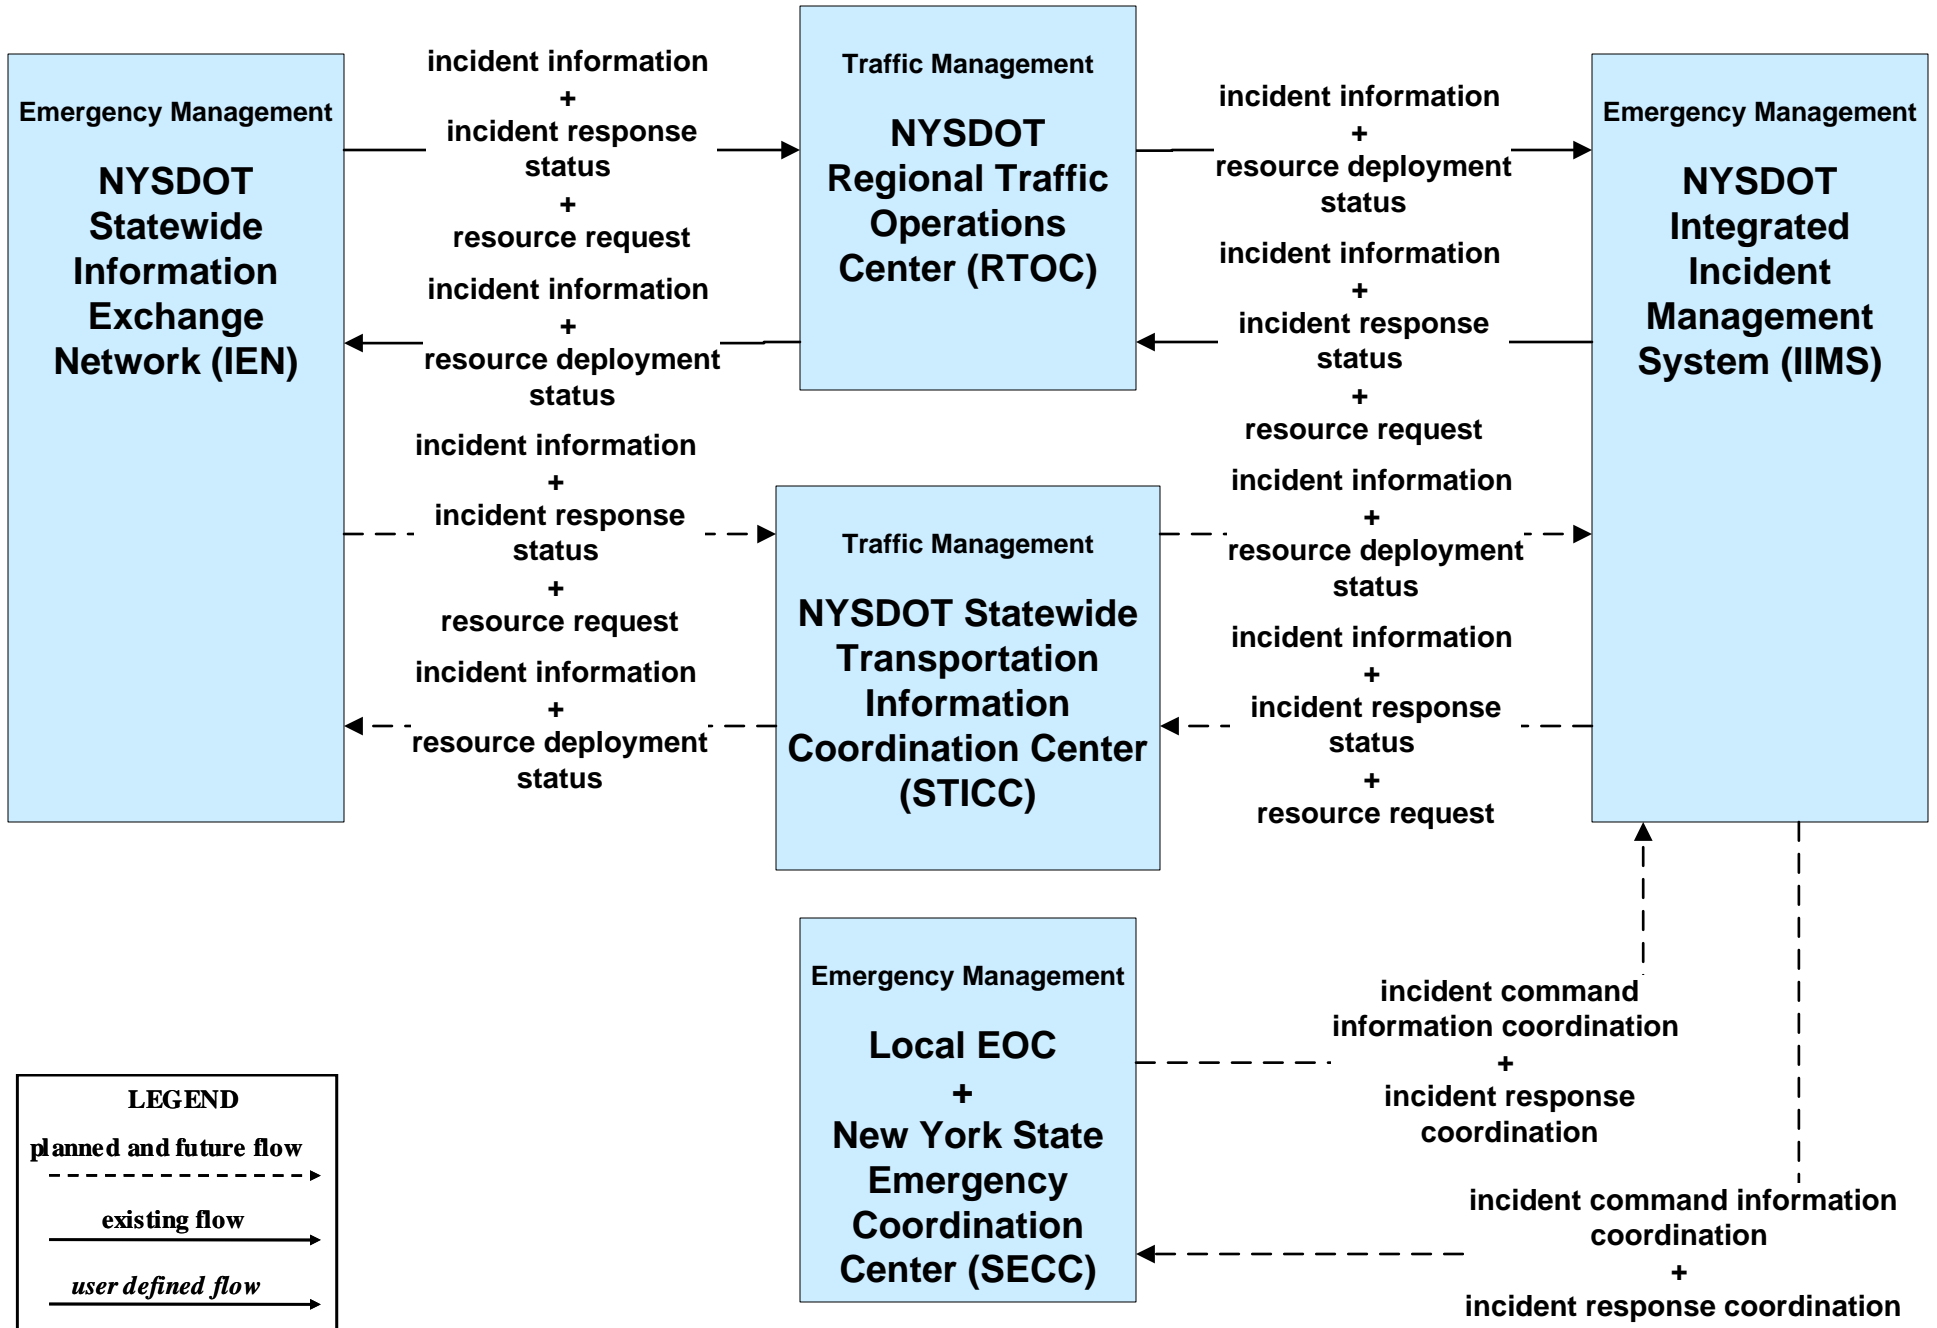 Emergency Management
NYSDOT
Statewide
Information
Exchange
Network (IEN)
incident information
+
incident response
status
+
resource request
incident information
+
resource deployment
status
incident information
+
incident response
status
+
resource request
incident information
+
resource deployment
status
Traffic Management
NYSDOT
Regional Traffic
Operations
Center (RTOC)
Traffic Management
NYSDOT Statewide
Transportation
Information
Coordination Center
(STICC)
Emergency Management
Local EOC
+
New York State
Emergency
Coordination
Center (SECC)
incident information
+
resource deployment
status
incident information
+
incident response
status
+
resource request
incident information
+
resource deployment
status
incident information
+
incident response
status
+
resource request
Emergency Management
NYSDOT
Integrated
Incident
Management
System (IIMS)
incident command
information coordination
+
incident response
coordination
incident command information
coordination
+
incident response coordination
LEGEND
planned and future flow
existing flow
user defined flow